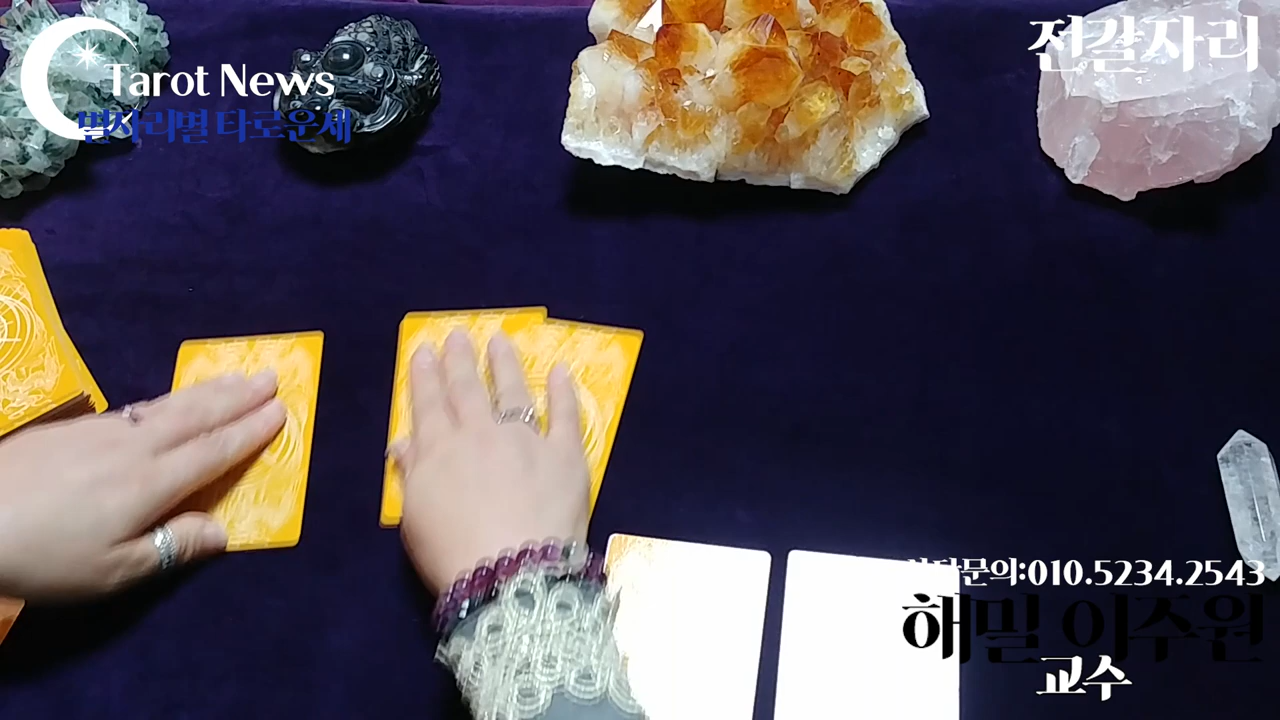 Tarot News
별자리별 타로운세
전갈자리
상담문의:010.5234.2543
해밀 이주원
교수